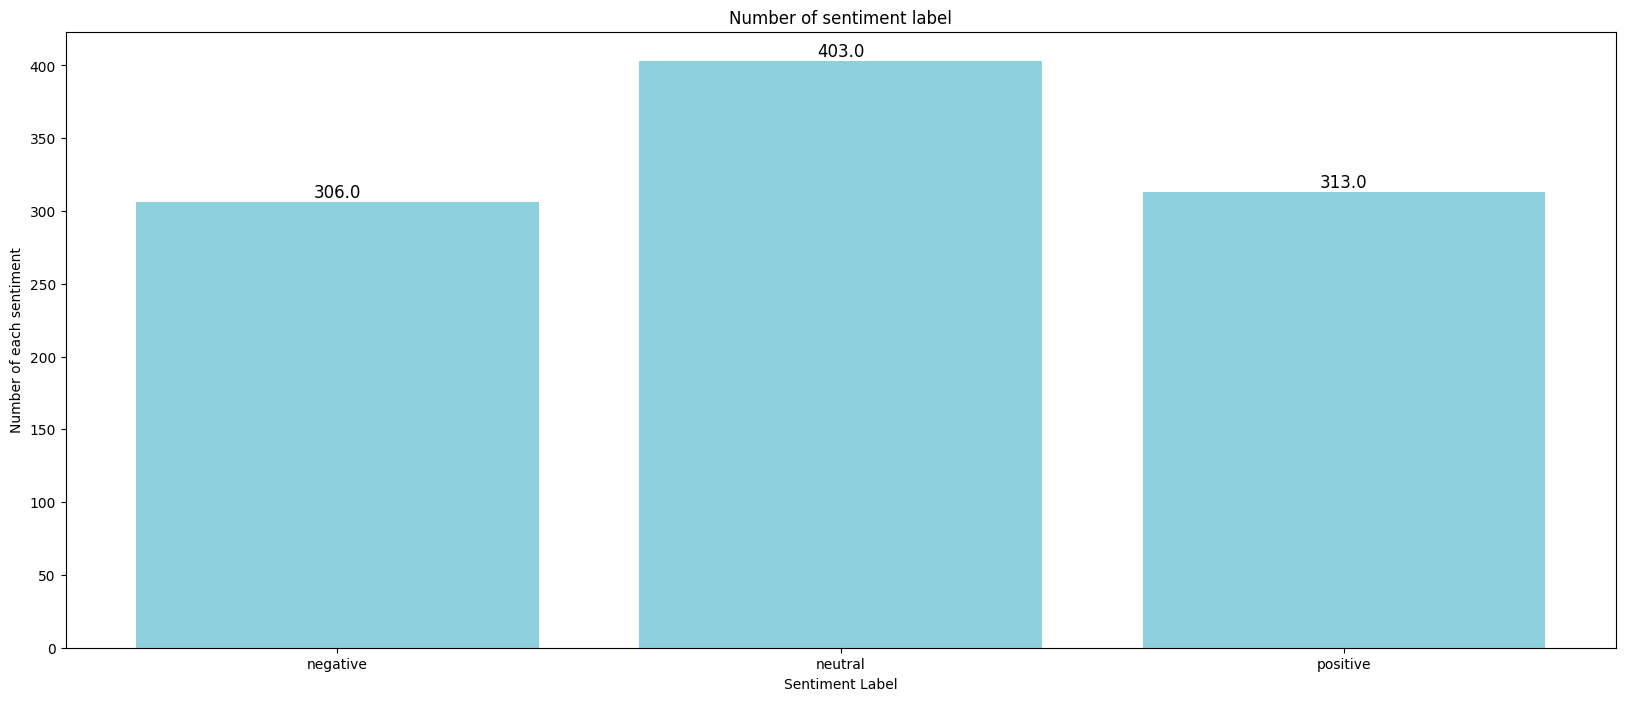 Number of sentiment label
403.0
306.0
313.0
400
350
300
250
200
150
100
50
0
Number of each sentiment
negative
neutral
positive
Sentiment Label